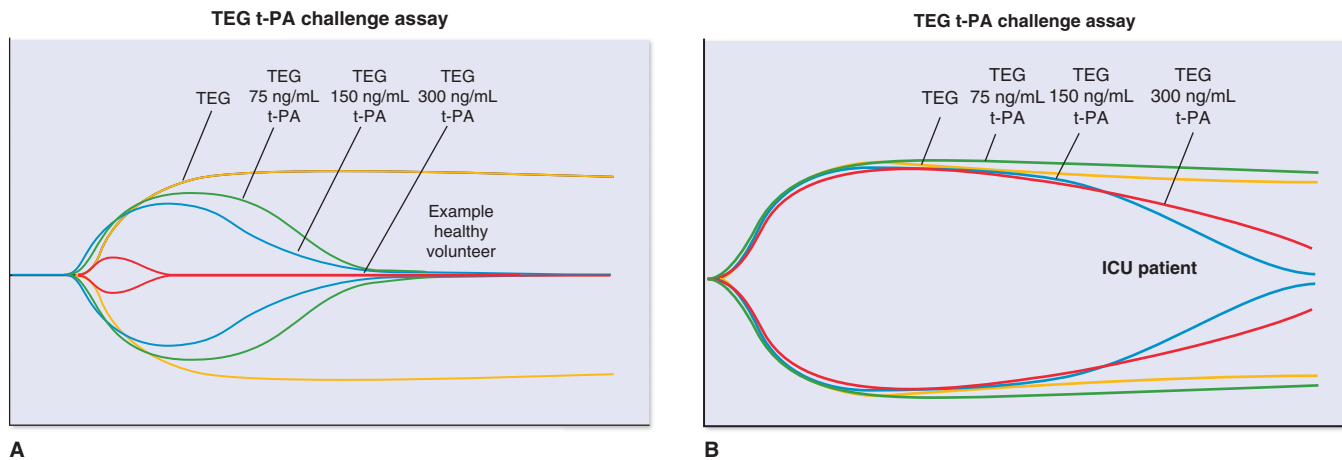 TEG t-PA challenge assay
TEG
TEG
75 ng/mL
t-PA
TEG
150 ng/mL
t-PA
TEG
300 ng/mL
t-PA
Example
healthy
volunteer
A
TEG t-PA challenge assay
TEG
TEG
75 ng/mL
t-PA
TEG
150 ng/mL
t-PA
TEG
300 ng/mL
t-PA
ICU patient
B